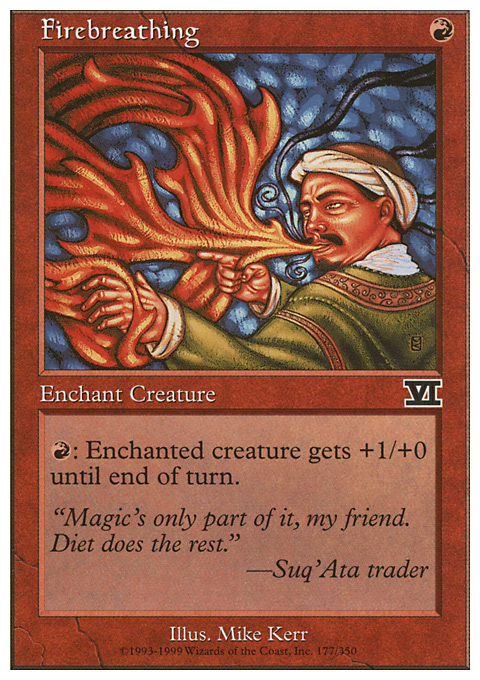 Firebreathing
Enchant Creature
VI
: Enchanted creature gets +1/+0
until end of turn.
“Magic’s only part of it, my friend.
Diet does the rest.”
—Suq’Ata trader
Illus. Mike Kerr
©1993-1999 Wizards of the Coast, Inc. 177/350